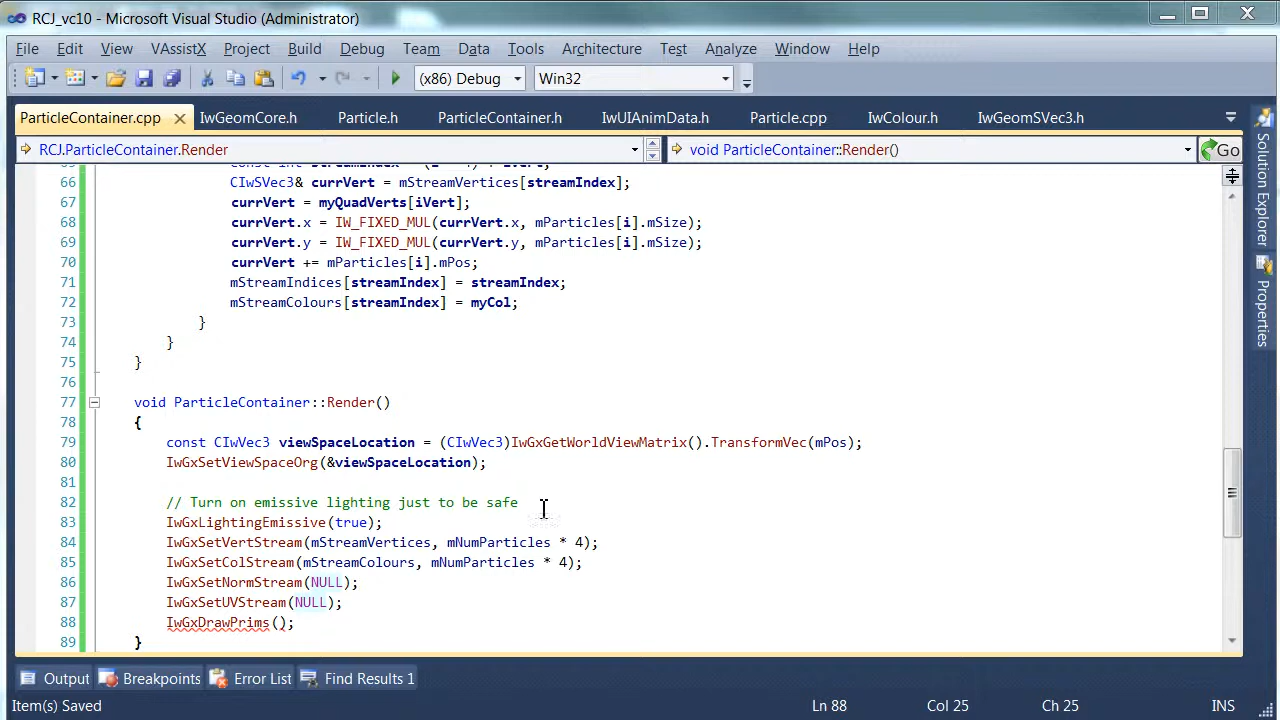 RCJ_vc10 - Microsoft Visual Studio (Administrator)
File Edit View VAssistX Project Build Debug Team Data Tools Architecture Test Analyze Window Help
(x86) Debug Win32
ParticleContainer.cpp IwGeomCore.h Particle.h ParticleContainer.h IwUIAnimData.h Particle.cpp IwColour.h IwGeomSVec3.h
RCJ.ParticleContainer.Render void ParticleContainer::Render() Go
66 CIwSVec3& currVert = mStreamVertices[streamIndex];
67 currVert = myQuadVerts[iVert];
68 currVert.x = IW_FIXED_MUL(currVert.x, mParticles[i].mSize);
69 currVert.y = IW_FIXED_MUL(currVert.y, mParticles[i].mSize);
70 currVert += mParticles[i].mPos;
71 mStreamIndices[streamIndex] = streamIndex;
72 mStreamColours[streamIndex] = myCol;
73 }
74 }
75 }
76
77 void ParticleContainer::Render()
78 {
79 const CIwVec3 viewSpaceLocation = (CIwVec3)IwGxGetWorldViewMatrix().TransformVec(mPos);
80 IwGxSetViewSpaceOrg(&viewSpaceLocation);
81
82 // Turn on emissive lighting just to be safe
83 IwGxLightingEmissive(true);
84 IwGxSetVertStream(mStreamVertices, mNumParticles * 4);
85 IwGxSetColStream(mStreamColours, mNumParticles * 4);
86 IwGxSetNormStream(NULL);
87 IwGxSetUVStream(NULL);
88 IwGxDrawPrims();
89 }
Solution Explorer
Properties
Output Breakpoints Error List Find Results 1
Item(s) Saved Ln 88 Col 25 Ch 25 INS